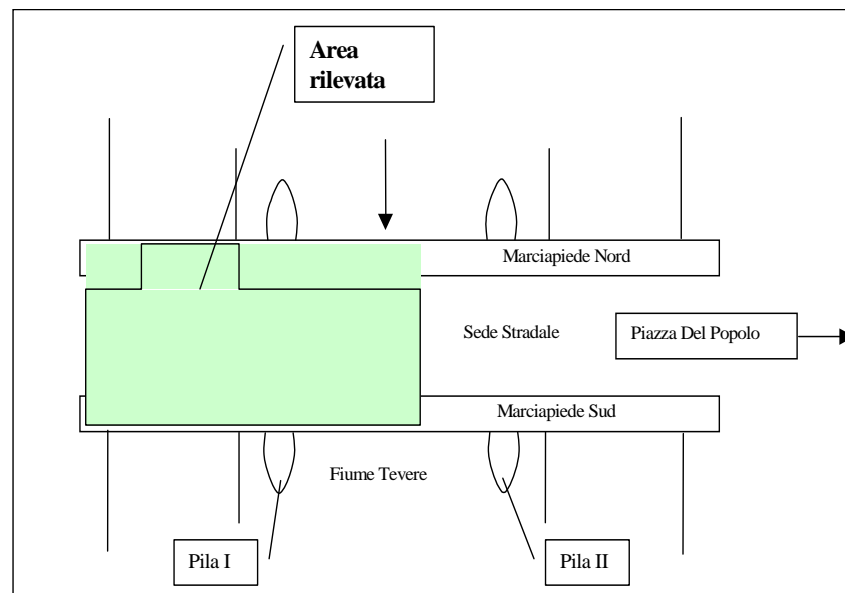 Area
rilevata
Marciapiede Nord
Sede Stradale
Piazza Del Popolo
Marciapiede Sud
Fiume Tevere
Pila I
Pila II